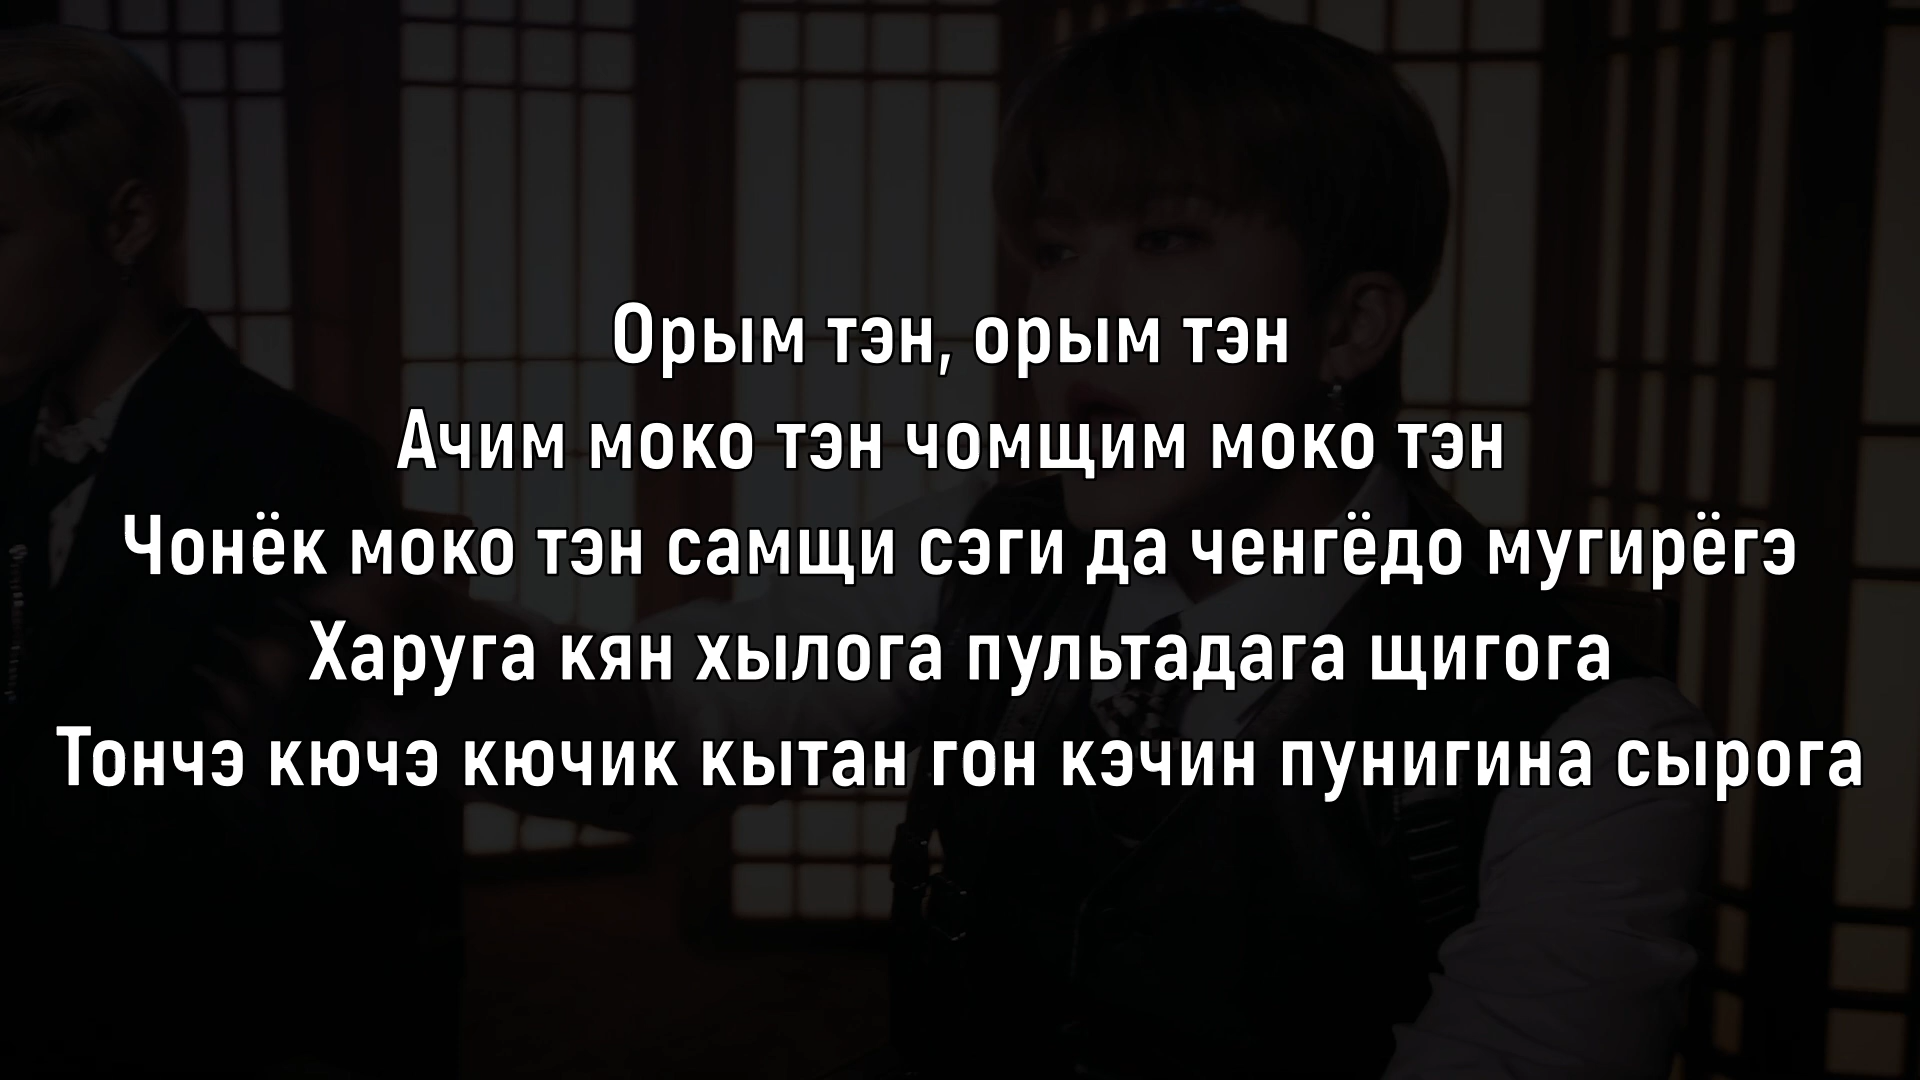 Орым тэн, орым тэн
Ачим моко тэн чомщим моко тэн
Чонёк моко тэн самщи сэги да ченгёдо мугирёгэ
Харуга кян хылога пультадага щигога
Тончэ кючэ кючик кытан гон кэчин пунигина сырога